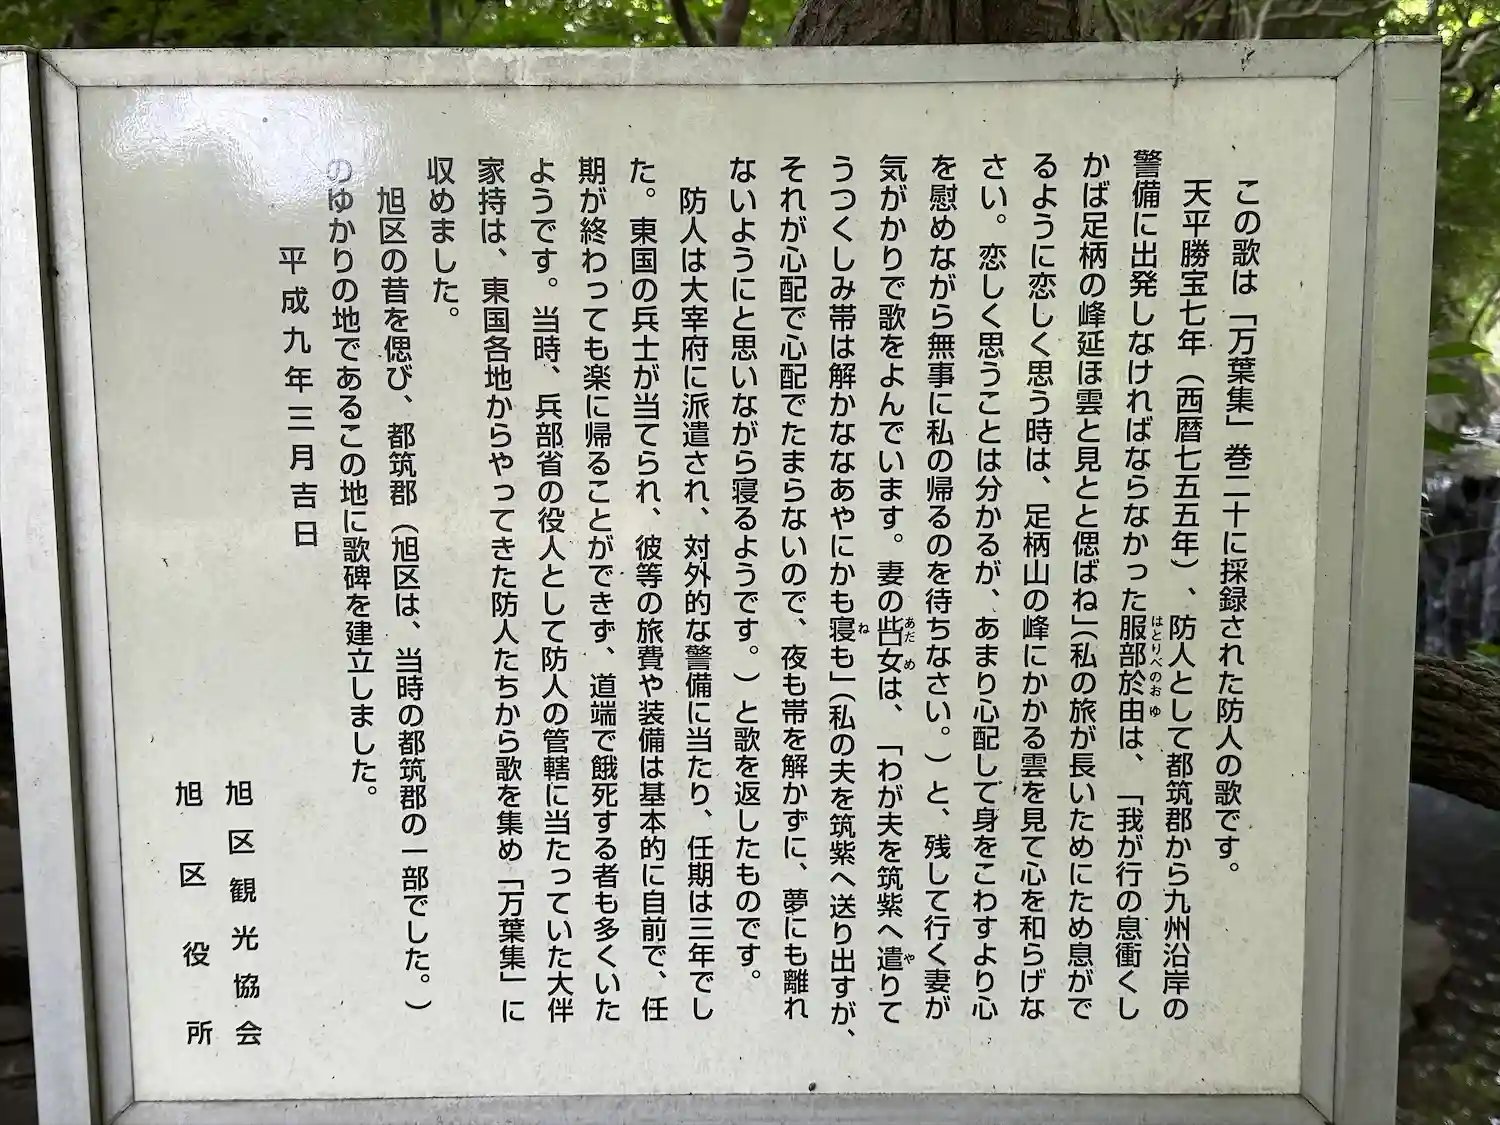 この歌は「万葉集」巻二十に採録された防人の歌です。
天平勝宝七年（西暦七五五年）、防人として都筑郡から九州沿岸の
警備に出発しなければならなかった服部於由は、「我が行の息衝くし
はとりべのおゆ
かば足柄の峰延ほ雲と見とと偲ばね」（私の旅が長いためにため息がで
るように恋しく思う時は、足柄山の峰にかかる雲を見て心を和らげな
さい。恋しく思うことは分かるが、あまり心配して身をこわすより心
を慰めながら無事に私の帰るのを待ちなさい。）と、残して行く妻が
気がかりで歌をよんでいます。妻の呰女は、「わが夫を筑紫へ遣りて
あだめ
や
うつくしみ帯は解かななあやにかも寝も」（私の夫を筑紫へ送り出すが、
ね
それが心配で心配でたまらないので、夜も帯を解かずに、夢にも離れ
ないようにと思いながら寝るようです。）と歌を返したものです。
防人は大宰府に派遣され、対外的な警備に当たり、任期は三年でし
た。東国の兵士が当てられ、彼等の旅費や装備は基本的に自前で、任
期が終わっても楽に帰ることができず、道端で餓死する者も多くいた
ようです。当時、兵部省の役人として防人の管轄に当たっていた大伴
家持は、東国各地からやってきた防人たちから歌を集め「万葉集」に
収めました。
旭区の昔を偲び、都筑郡（旭区は、当時の都筑郡の一部でした。）
のゆかりの地であるこの地に歌碑を建立しました。
平成九年三月吉日
旭区観光協会
旭区役所